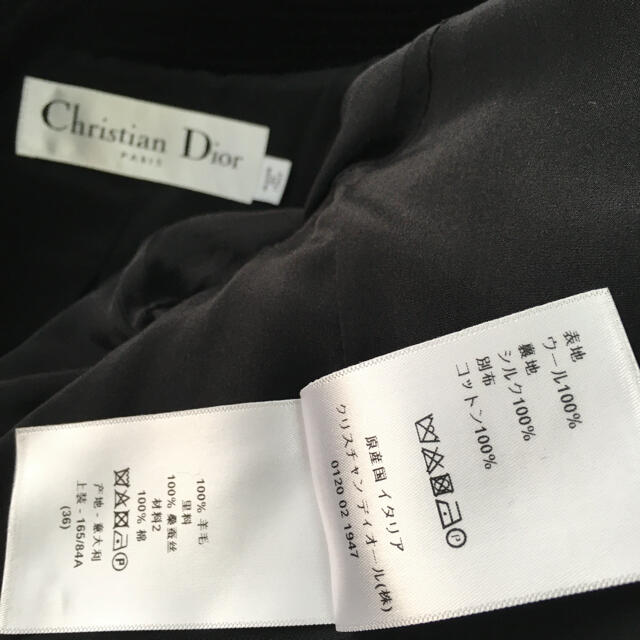 Christian Dior
PARIS
表地
ウール100%
裏地
シルク100%
別布
コットン100%
原産国 イタリア
クリスチャン ディオール(株)
0120 02 1947
100% 羊毛
里料
100% 桑蚕丝
材料2
100% 棉
产地 - 意大利
上装 - 165/84A
(36)